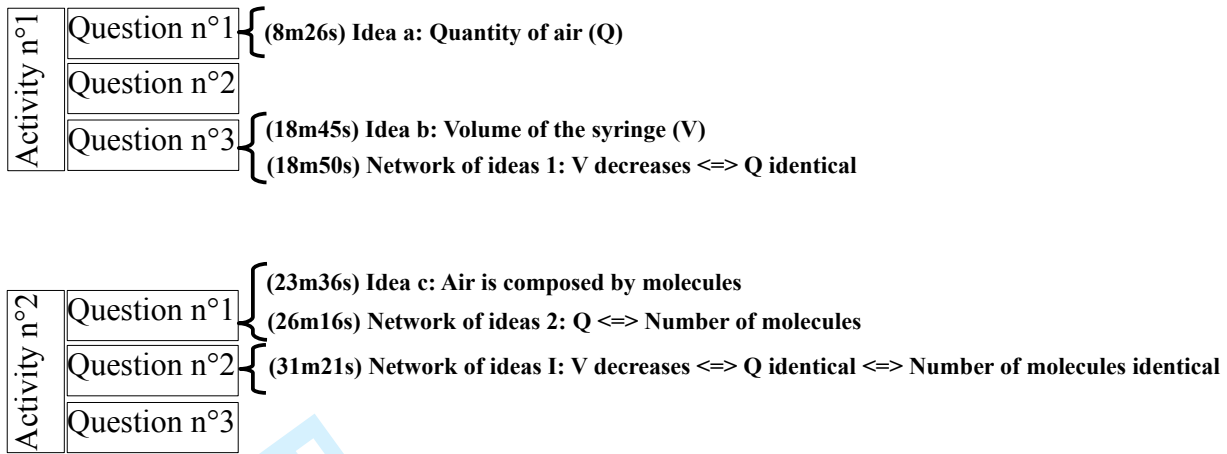 Activity n°1
Question n°1
(8m26s) Idea a: Quantity of air (Q)
Question n°2
Question n°3
(18m45s) Idea b: Volume of the syringe (V)
(18m50s) Network of ideas 1: V decreases <=> Q identical
Activity n°2
Question n°1
(23m36s) Idea c: Air is composed by molecules
(26m16s) Network of ideas 2: Q <=> Number of molecules
Question n°2
(31m21s) Network of ideas I: V decreases <=> Q identical <=> Number of molecules identical
Question n°3